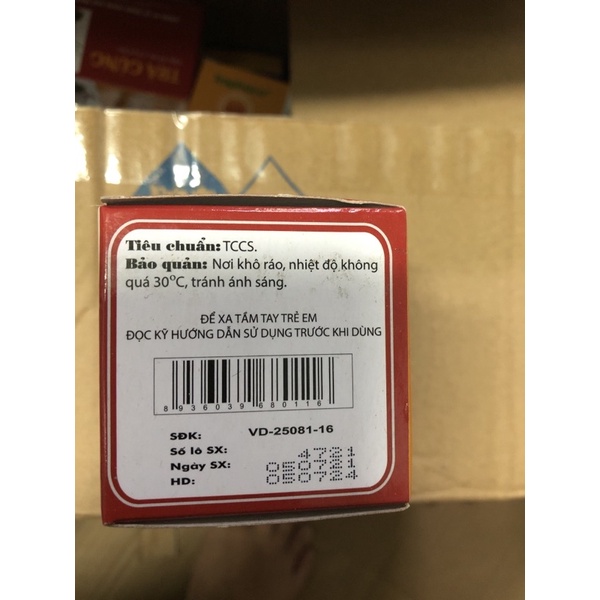 TRÀ GỪNG
Tiêu chuẩn: TCCS.
Bảo quản: Nơi khô ráo, nhiệt độ không
quá 30°C, tránh ánh sáng.
ĐỂ XA TẦM TAY TRẺ EM
ĐỌC KỸ HƯỚNG DẪN SỬ DỤNG TRƯỚC KHI DÙNG
8 936039 680116
SĐK: VD-25081-16
Số lô SX: 4721
Ngày SX: 050721
HD: 050724